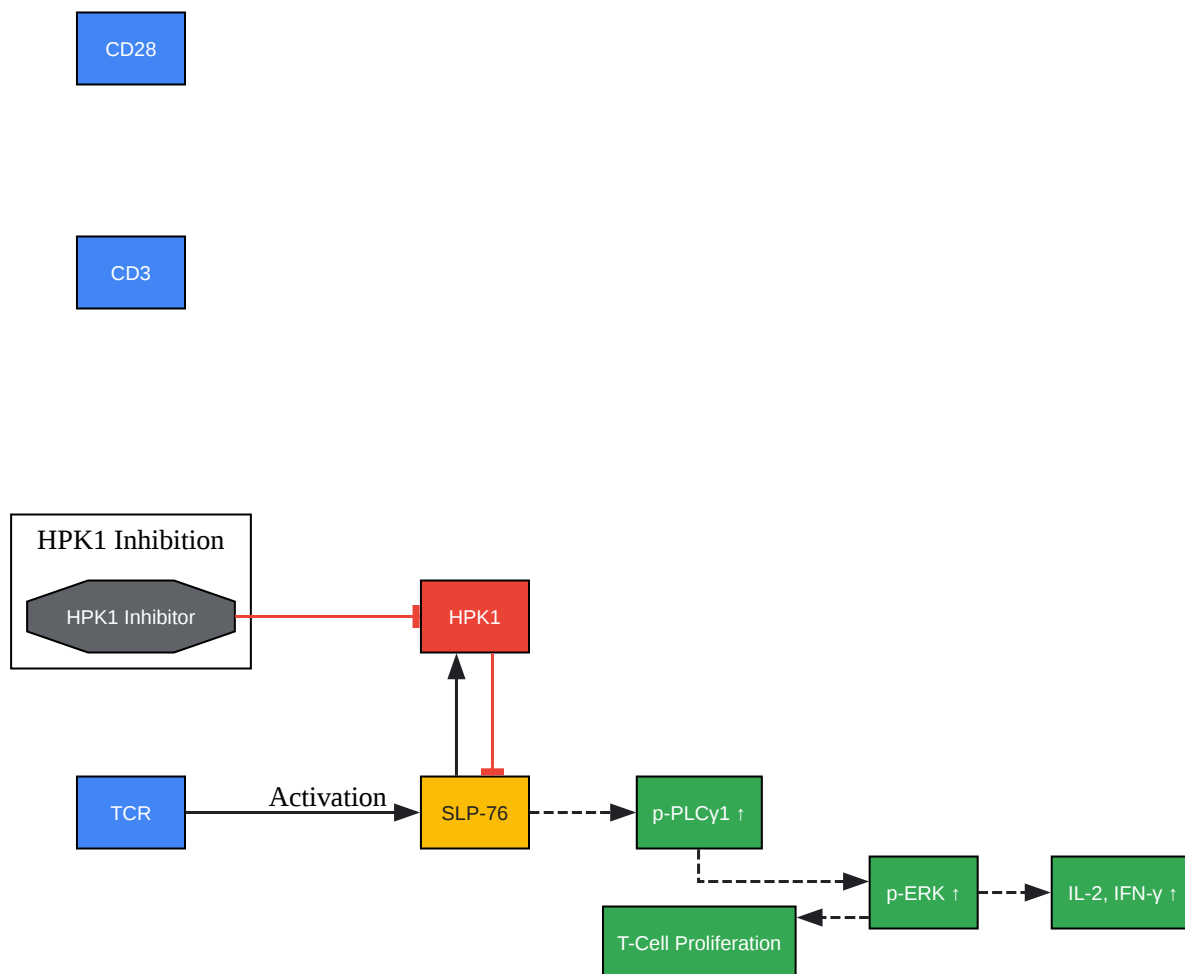 CD28
CD3
HPK1 Inhibition
HPK1 Inhibitor
HPK1
TCR
Activation
SLP-76
p-PLCγ1 ↑
p-ERK ↑
IL-2, IFN-γ ↑
T-Cell Proliferation